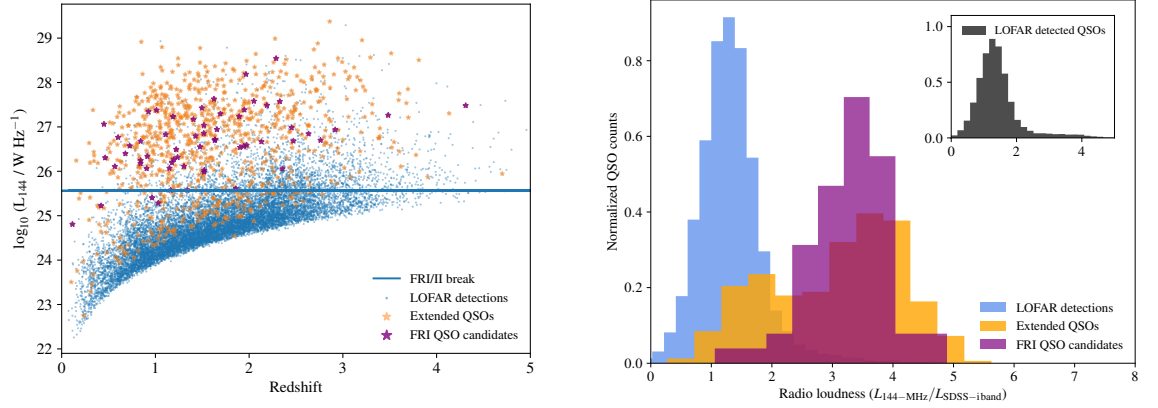 29
28
27
26
25
24
23
22
log₁₀ (L₁₄₄ / W Hz⁻¹)
FRI/II break
LOFAR detections
Extended QSOs
FRI QSO candidates
0 1 2 3 4 5
Redshift
0.8
0.6
0.4
0.2
0.0
Normalized QSO counts
1.0
0.5
0.0
LOFAR detected QSOs
0 2 4
LOFAR detections
Extended QSOs
FRI QSO candidates
0 1 2 3 4 5 6 7 8
Radio loudness (L₁₄₄₋MHz/L_SDSS−iband)